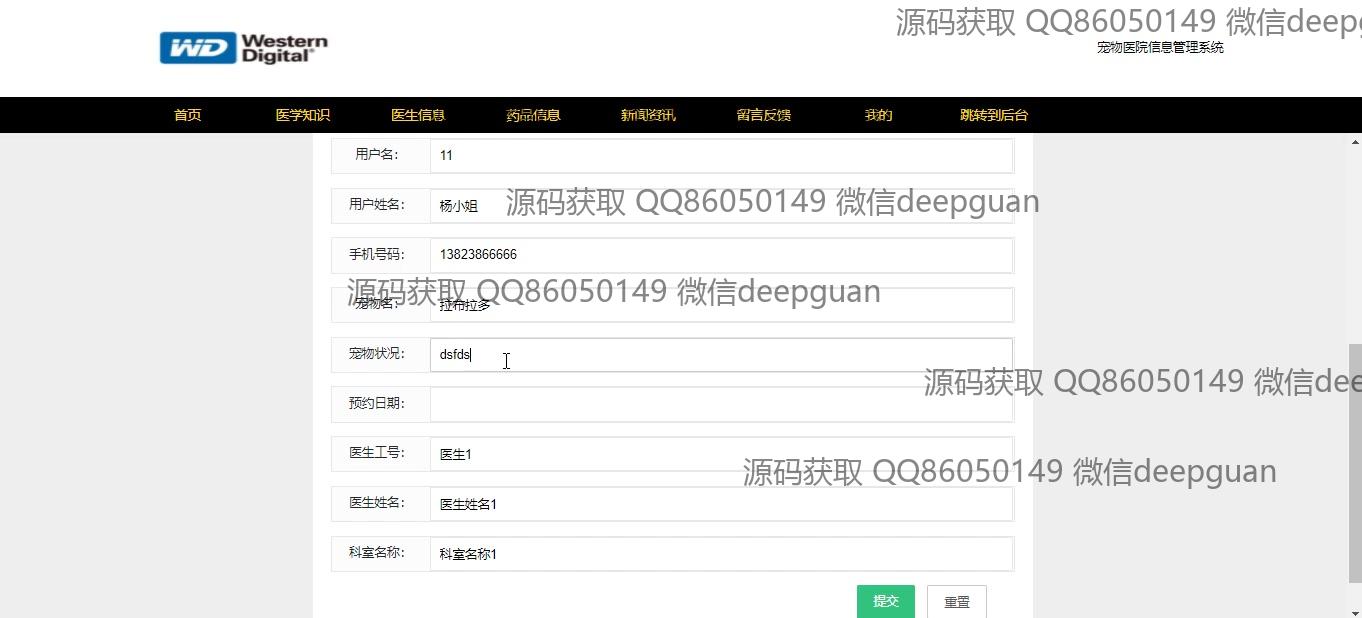 源码获取 QQ86050149 微信deepg
WD Western Digital
宠物医院信息管理系统
首页 医学知识 医生信息 药品信息 新闻资讯 留言反馈 我的 跳转到后台
用户名: 11
用户姓名: 杨小姐
源码获取 QQ86050149 微信deepguan
手机号码: 13823866666
源码获取 QQ86050149 微信deepguan
宠物名: 拉布拉多
宠物状况: dsfds
源码获取 QQ86050149 微信dee
预约日期:
医生工号: 医生1
源码获取 QQ86050149 微信deepguan
医生姓名: 医生姓名1
科室名称: 科室名称1
提交 重置